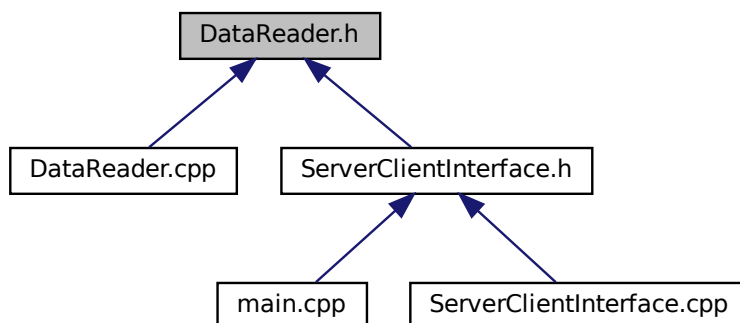 DataReader.h
DataReader.cpp
ServerClientInterface.h
main.cpp
ServerClientInterface.cpp